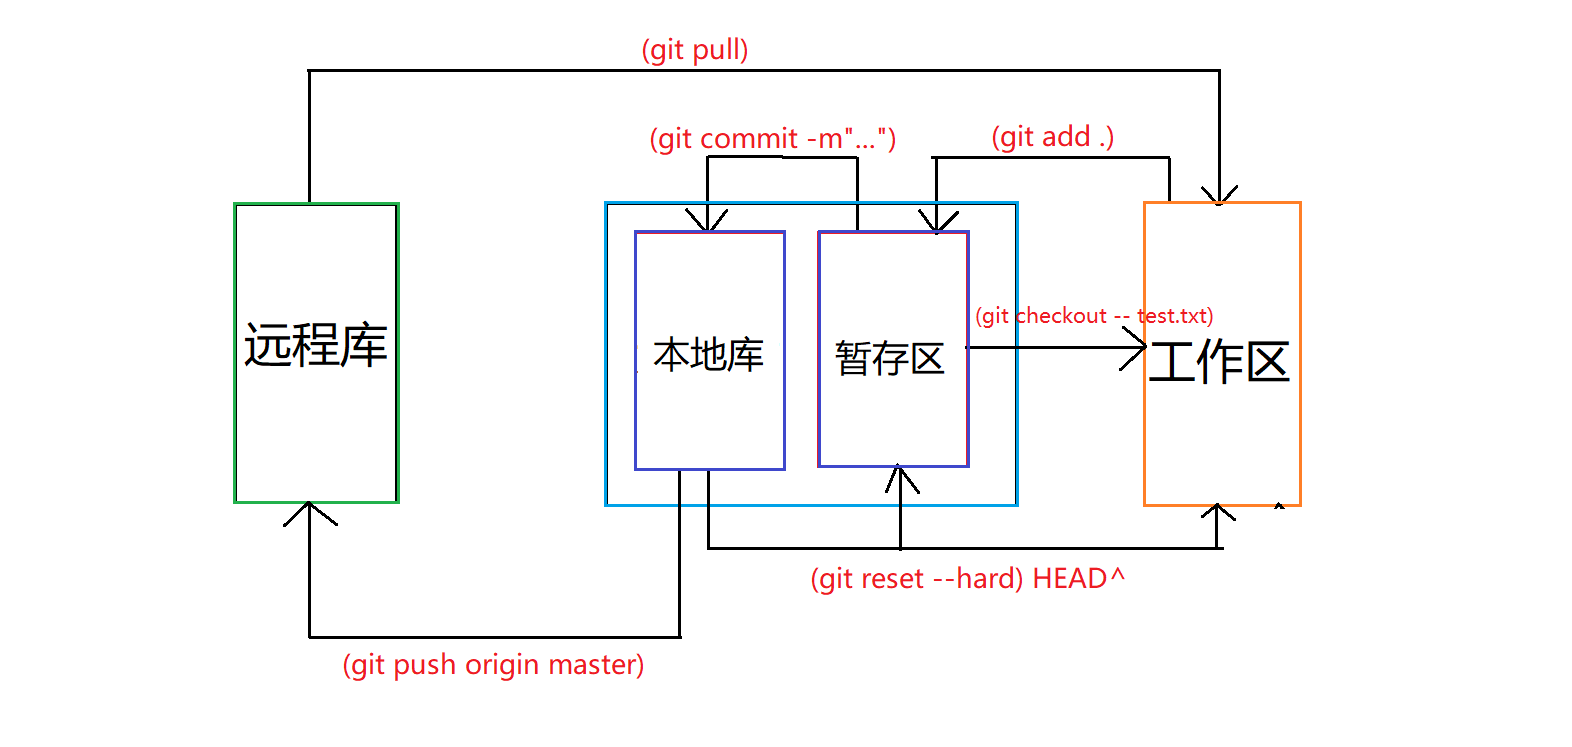 (git pull)
(git commit -m"...")
(git add .)
远程库
本地库
暂存区
(git checkout -- test.txt)
工作区
(git reset --hard) HEAD^
(git push origin master)